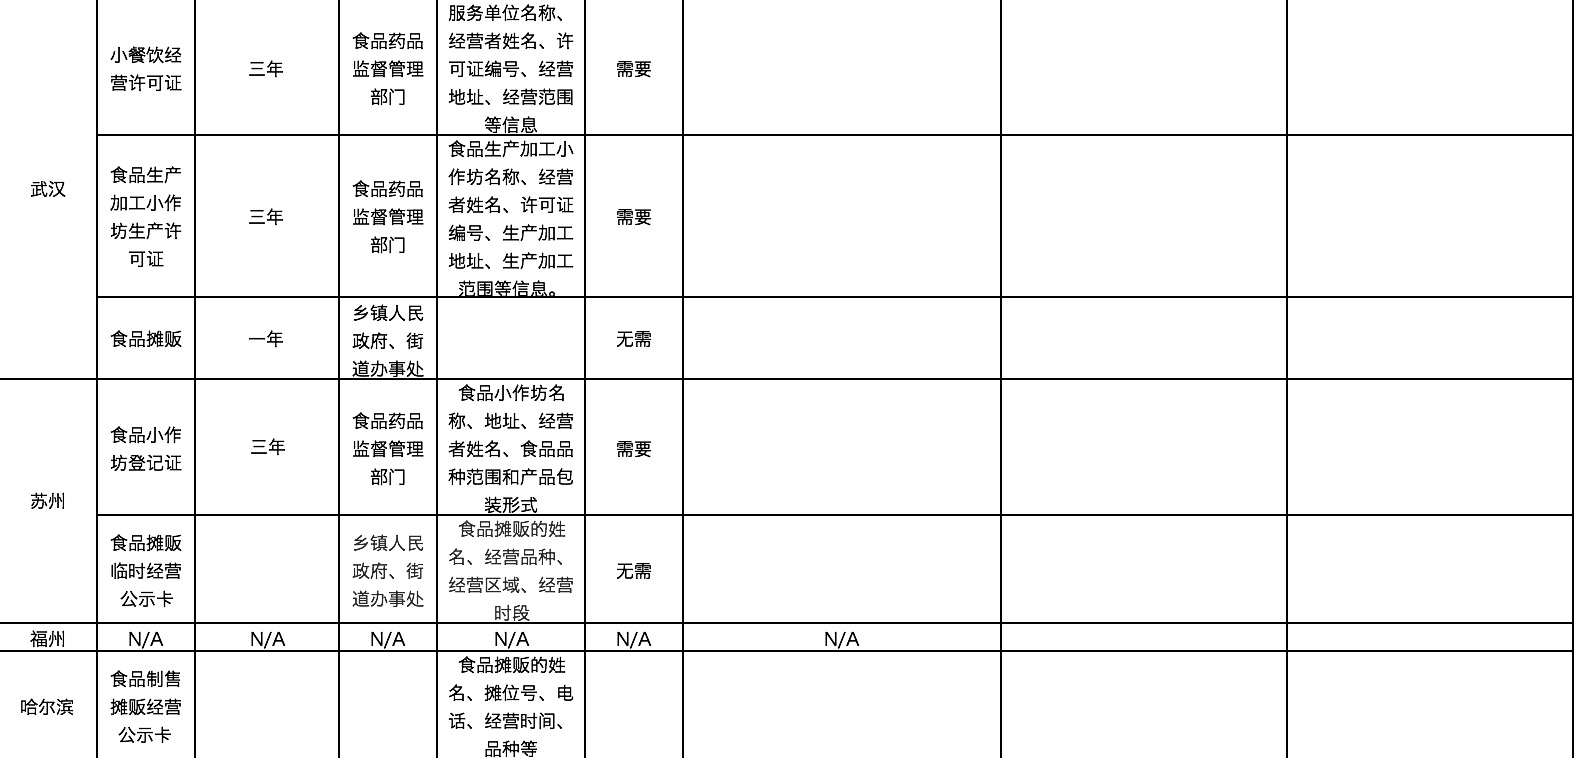 武汉
小餐饮经
营许可证
三年
食品药品
监督管理
部门
服务单位名称、
经营者姓名、许
可证编号、经营
地址、经营范围
等信息
需要
食品生产
加工小作
坊生产许
可证
三年
食品药品
监督管理
部门
食品生产加工小
作坊名称、经营
者姓名、许可证
编号、生产加工
地址、生产加工
范围等信息。
需要
食品摊贩
一年
乡镇人民
政府、街
道办事处
无需
苏州
食品小作
坊登记证
三年
食品药品
监督管理
部门
食品小作坊名
称、地址、经营
者姓名、食品品
种范围和产品包
装形式
需要
食品摊贩
临时经营
公示卡
乡镇人民
政府、街
道办事处
食品摊贩的姓
名、经营品种、
经营区域、经营
时段
无需
福州
N/A
N/A
N/A
N/A
N/A
N/A
哈尔滨
食品制售
摊贩经营
公示卡
食品摊贩的姓
名、摊位号、电
话、经营时间、
品种等